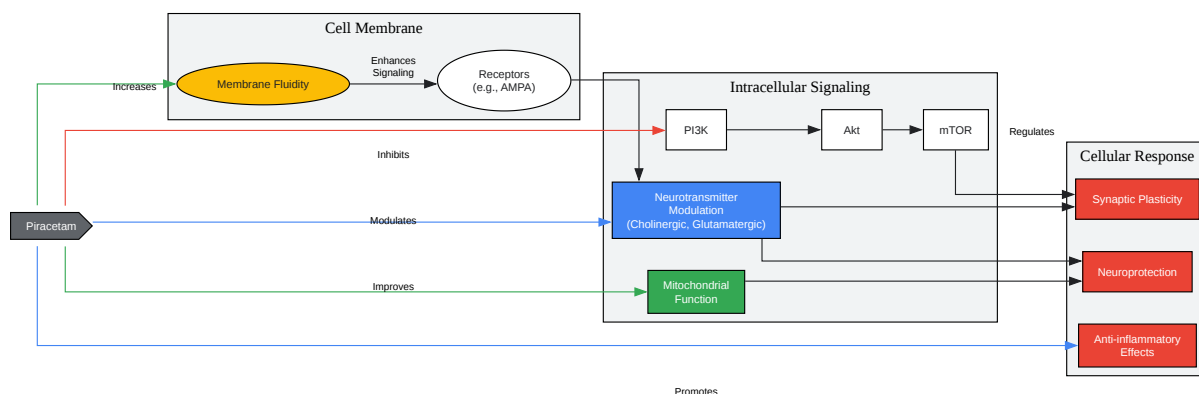 Cell Membrane
Enhances
Signaling
Membrane Fluidity
Receptors
(e.g., AMPA)
Increases
Intracellular Signaling
PI3K
Akt
mTOR
Regulates
Inhibits
Cellular Response
Neurotransmitter
Modulation
(Cholinergic, Glutamatergic)
Synaptic Plasticity
Piracetam
Modulates
Neuroprotection
Mitochondrial
Function
Improves
Anti-inflammatory
Effects
Promotes